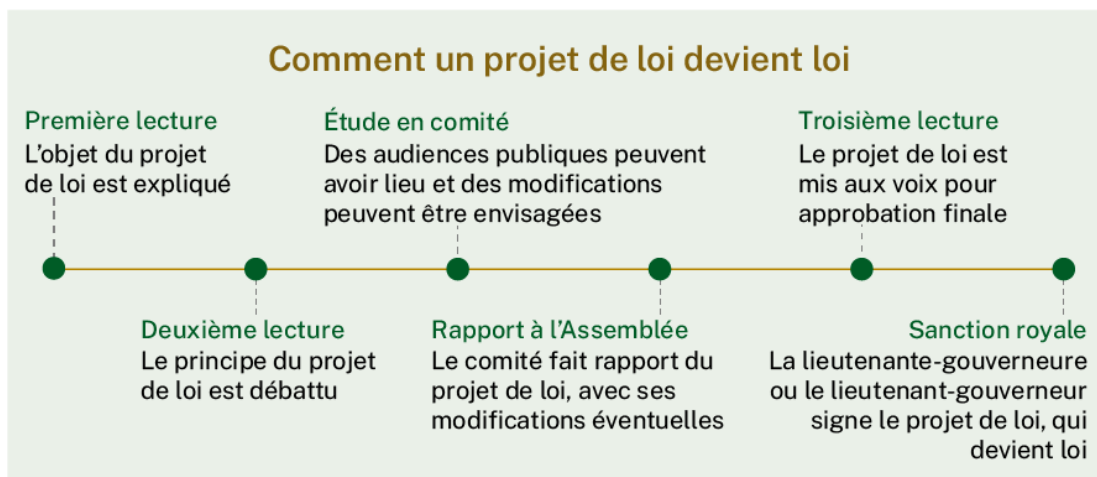 Comment un projet de loi devient loi
Première lecture
L’objet du projet
de loi est expliqué
Deuxième lecture
Le principe du projet
de loi est débattu
Étude en comité
Des audiences publiques peuvent
avoir lieu et des modifications
peuvent être envisagées
Rapport à l’Assemblée
Le comité fait rapport du
projet de loi, avec ses
modifications éventuelles
Troisième lecture
Le projet de loi est
mis aux voix pour
approbation finale
Sanction royale
La lieutenante-gouverneure
ou le lieutenant-gouverneur
signe le projet de loi, qui
devient loi